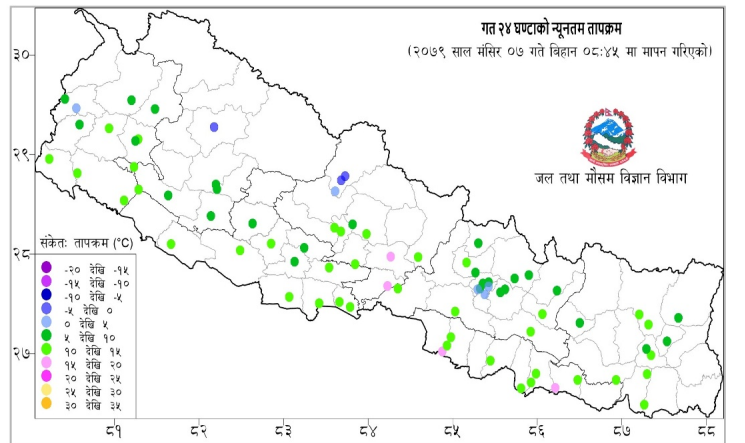 गत २४ घण्टाको न्यूनतम तापक्रम
(२०७९ साल मंसिर ०७ गते बिहान ०८:४५ मा मापन गरिएको)
जल तथा मौसम विज्ञान विभाग
संकेत: तापक्रम (°C)
-२० देखि -१५
-१५ देखि -१०
-१० देखि -५
-५ देखि ०
० देखि ५
५ देखि १०
१० देखि १५
१५ देखि २०
२० देखि २५
२५ देखि ३०
३० देखि ३५
३०
२९
२८
२७
८१ ८२ ८३ ८४ ८५ ८६ ८७ ८८